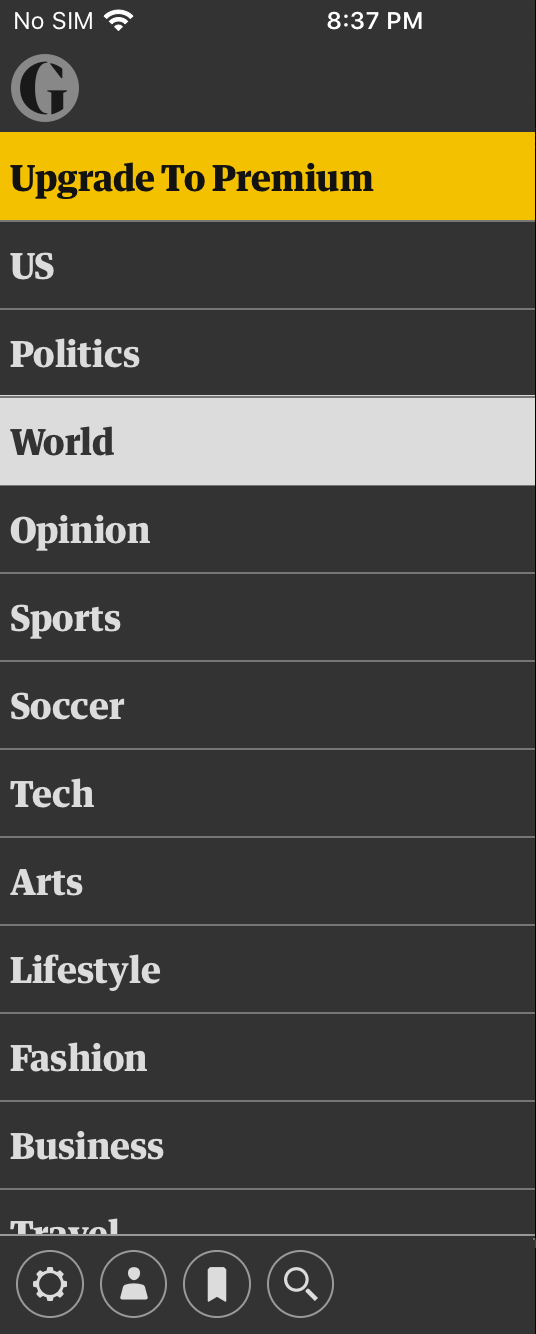 No SIM 8:37 PM
G
Upgrade To Premium
US
Politics
World
Opinion
Sports
Soccer
Tech
Arts
Lifestyle
Fashion
Business
Travel